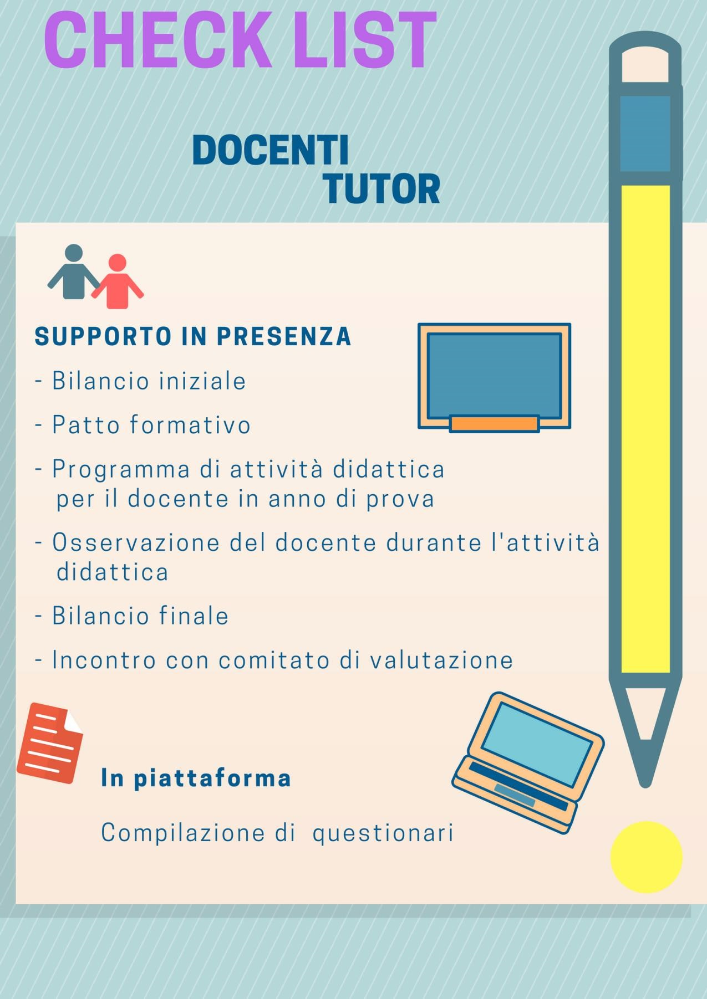 CHECK LIST
DOCENTI
TUTOR
SUPPORTO IN PRESENZA
- Bilancio iniziale
- Patto formativo
- Programma di attività didattica
per il docente in anno di prova
- Osservazione del docente durante l'attività
didattica
- Bilancio finale
- Incontro con comitato di valutazione
In piattaforma
Compilazione di  questionari